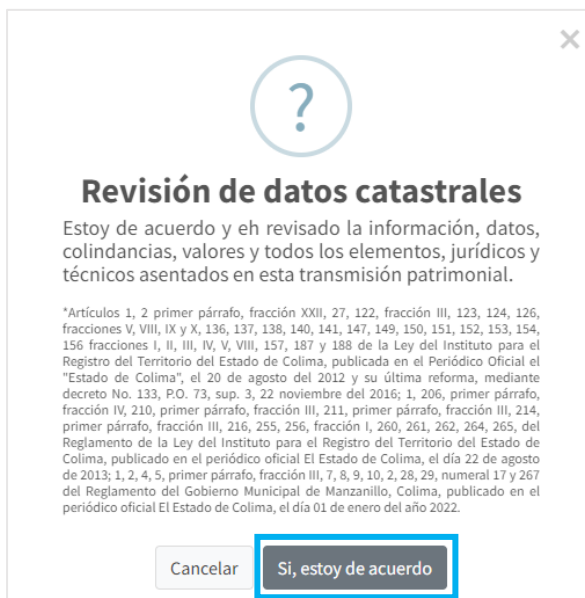 ×
?
Revisión de datos catastrales
Estoy de acuerdo y eh revisado la información, datos,
colindancias, valores y todos los elementos, jurídicos y
técnicos asentados en esta transmisión patrimonial.
*Artículos 1, 2 primer párrafo, fracción XXII, 27, 122, fracción III, 123, 124, 126,
fracciones V, VIII, IX y X, 136, 137, 138, 140, 141, 147, 149, 150, 151, 152, 153, 154,
156 fracciones I, II, III, IV, V, VIII, 157, 187 y 188 de la Ley del Instituto para el
Registro del Territorio del Estado de Colima, publicada en el Periódico Oficial el
"Estado de Colima", el 20 de agosto del 2012 y su última reforma, mediante
decreto No. 133, P.O. 73, sup. 3, 22 noviembre del 2016; 1, 206, primer párrafo,
fracción IV, 210, primer párrafo, fracción III, 211, primer párrafo, fracción III, 214,
primer párrafo, fracción III, 216, 255, 256, fracción I, 260, 261, 262, 264, 265, del
Reglamento de la Ley del Instituto para el Registro del Territorio del Estado de
Colima, publicado en el periódico oficial El Estado de Colima, el día 22 de agosto
de 2013; 1, 2, 4, 5, primer párrafo, fracción III, 7, 8, 9, 10, 2, 28, 29, numeral 17 y 267
del Reglamento del Gobierno Municipal de Manzanillo, Colima, publicado en el
periódico oficial El Estado de Colima, el día 01 de enero del año 2022.
Cancelar Si, estoy de acuerdo